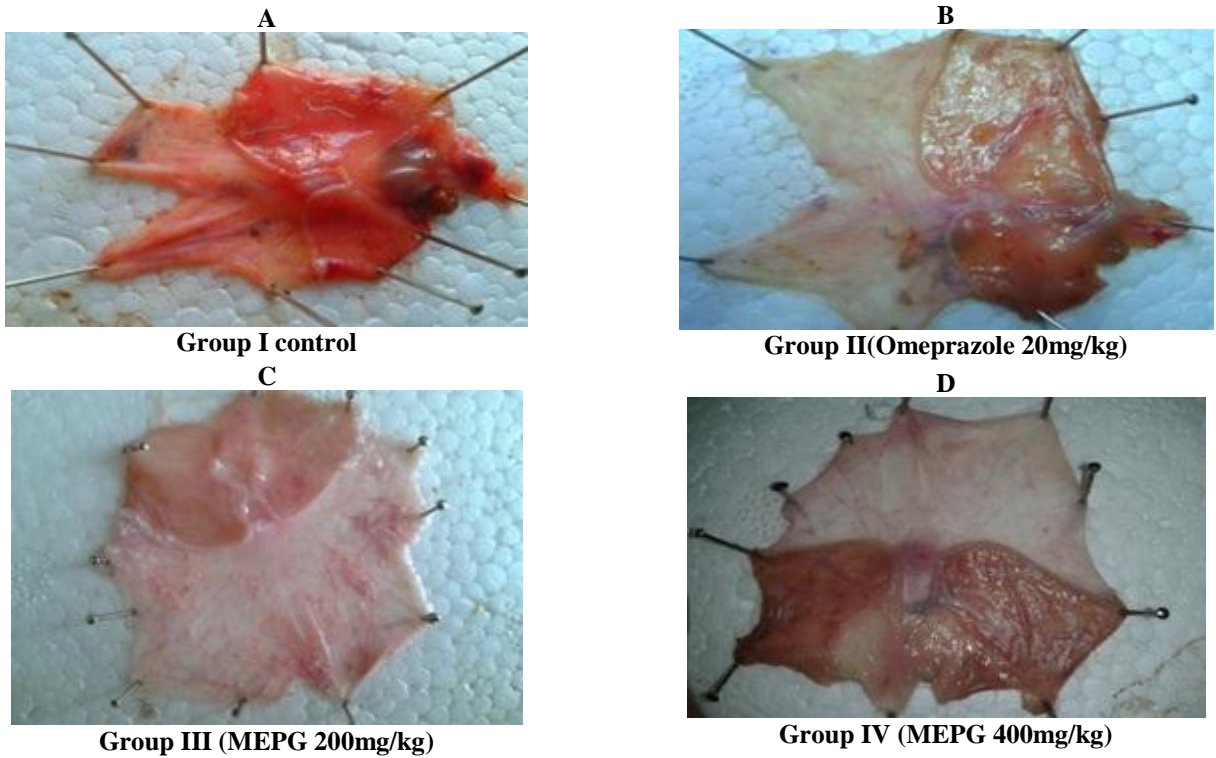 A
B
Group I control
Group II(Omeprazole 20mg/kg)
C
D
Group III (MEPG 200mg/kg)
Group IV (MEPG 400mg/kg)